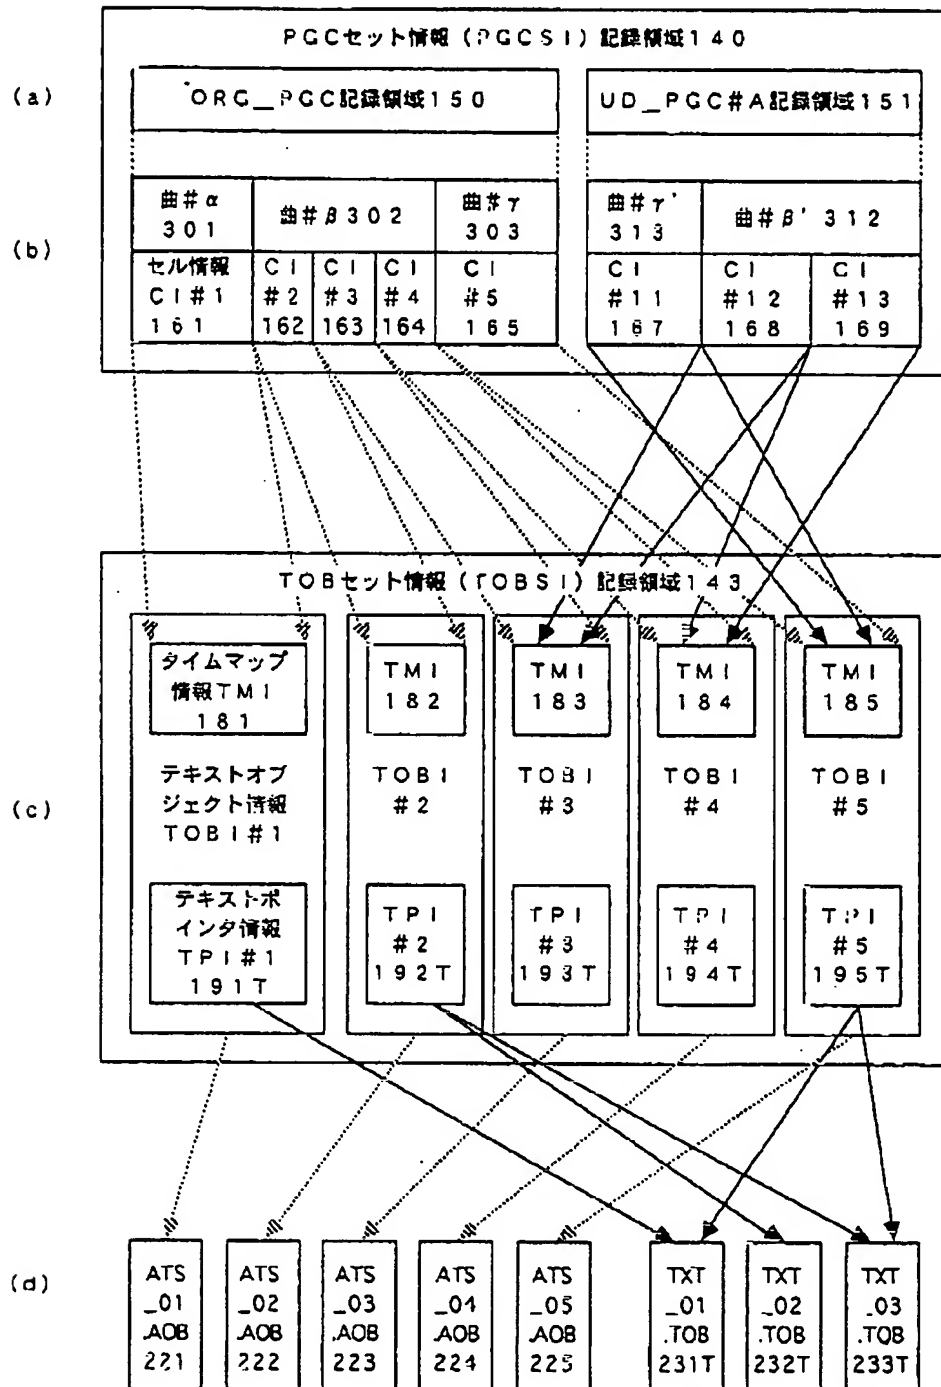 PGCセット情報(PGCSI)記録領域140
(a)
ORG_PGC記録領域150
UD_PGC#A記録領域151
(b)
曲#α
301
曲#β302
曲#γ
303
曲#γ'
313
曲#β'312
セル情報
CI#1
161
CI
#2
162
CI
#3
163
CI
#4
164
CI
#5
165
CI
#11
167
CI
#12
168
CI
#13
169
TOBセット情報(TOBSI)記録領域143
(c)
タイムマップ
情報TMI
181
TMI
182
TMI
183
TMI
184
TMI
185
テキストオブ
ジェクト情報
TOBI#1
TOBI
#2
TOBI
#3
TOBI
#4
TOBI
#5
テキストポ
インタ情報
TPI#1
191T
TPI
#2
192T
TPI
#3
193T
TPI
#4
194T
TPI
#5
195T
(d)
ATS
_01
.AOB
221
ATS
_02
.AOB
222
ATS
_03
.AOB
223
ATS
_04
.AOB
224
ATS
_05
.AOB
225
TXT
_01
.TOB
231T
TXT
_02
.TOB
232T
TXT
_03
.TOB
233T